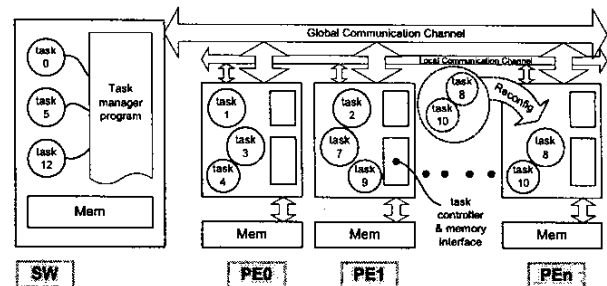 Global Communication Channel
Local Communication Channel
task
0
task
5
task
12
Task
manager
program
Mem
SW
task
1
task
3
task
4
Mem
PE0
task
2
task
7
task
9
Mem
PE1
task
8
task
10
Reconfig
task
controller
& memory
interface
task
8
task
10
Mem
PEn